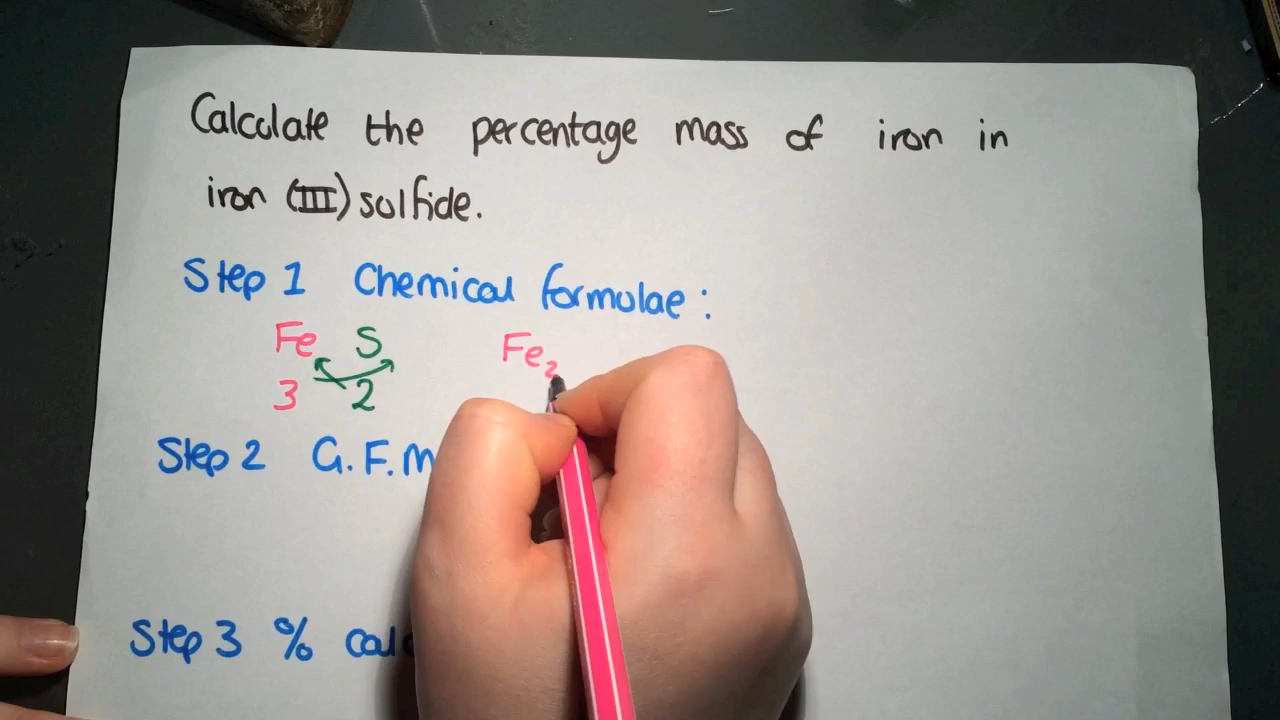 Calculate the percentage mass of iron in
iron (III) sulfide.
Step 1 Chemical formulae:
Fe S Fe₂
3 2
Step 2 G.F.M
Step 3 %